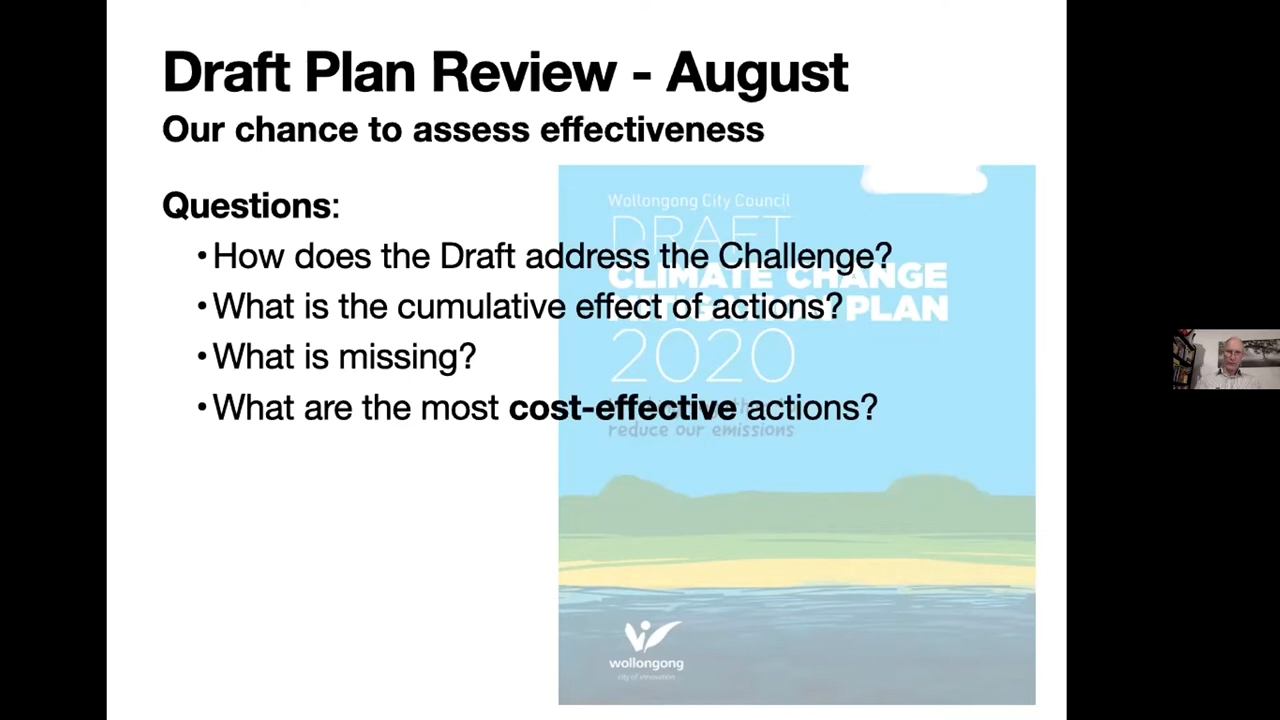 Draft Plan Review - August
Our chance to assess effectiveness
Questions:
•How does the Draft address the Challenge?
•What is the cumulative effect of actions?
•What is missing?
•What are the most cost-effective actions?
Wollongong City Council
DRAFT
CLIMATE CHANGE
MITIGATION PLAN
2020
reduce our emissions
wollongong
city of innovation